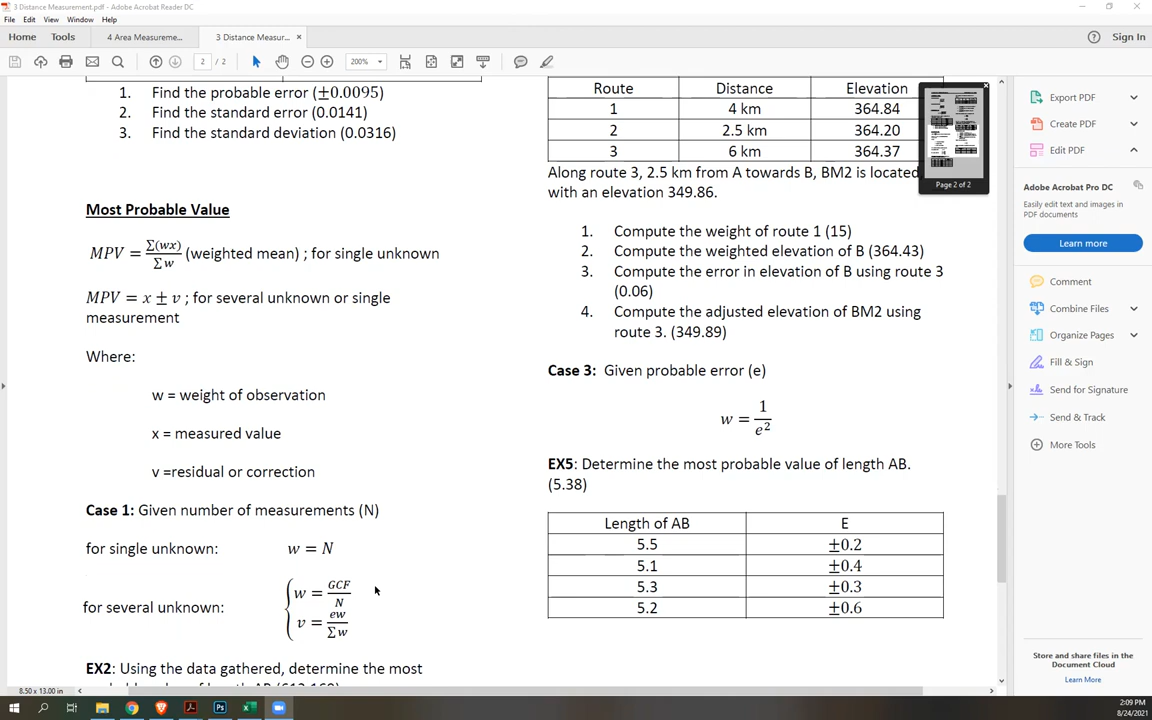 3 Distance Measurement.pdf - Adobe Acrobat Reader DC
File Edit View Window Help
Home Tools 4 Area Measureme... 3 Distance Measur... × Sign In
2 / 2 200%
1. Find the probable error (±0.0095)
2. Find the standard error (0.0141)
3. Find the standard deviation (0.0316)
Most Probable Value
MPV = Σ(wx) / Σ w (weighted mean) ; for single unknown
MPV = x ± v ; for several unknown or single
measurement
Where:
w = weight of observation
x = measured value
v =residual or correction
Case 1: Given number of measurements (N)
for single unknown: w = N
for several unknown: { w = GCF / N
v = ew / Σ w
EX2: Using the data gathered, determine the most
Route Distance Elevation
1 4 km 364.84
2 2.5 km 364.20
3 6 km 364.37
Along route 3, 2.5 km from A towards B, BM2 is located
with an elevation 349.86.
1. Compute the weight of route 1 (15)
2. Compute the weighted elevation of B (364.43)
3. Compute the error in elevation of B using route 3
(0.06)
4. Compute the adjusted elevation of BM2 using
route 3. (349.89)
Case 3: Given probable error (e)
w = 1 / e²
EX5: Determine the most probable value of length AB.
(5.38)
Length of AB E
5.5 ±0.2
5.1 ±0.4
5.3 ±0.3
5.2 ±0.6
Page 2 of 2
Export PDF
Create PDF
Edit PDF
Adobe Acrobat Pro DC
Easily edit text and images in
PDF documents
Learn more
Comment
Combine Files
Organize Pages
Fill & Sign
Send for Signature
Send & Track
More Tools
Store and share files in the
Document Cloud
Learn More
8.50 x 13.00 in
2:09 PM
8/24/2021